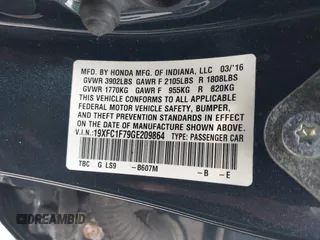 MFD. BY HONDA MFG. OF INDIANA, LLC 03/'16
GVWR 3902LBS GAWR F 2105LBS R 1808LBS
GVWR 1770KG GAWR F 955KG R 820KG
THIS VEHICLE CONFORMS TO ALL APPLICABLE
FEDERAL MOTOR VEHICLE SAFETY, BUMPER,
AND THEFT PREVENTION STANDARDS IN EFFECT
ON THE DATE OF MANUFACTURE SHOWN ABOVE.
V.I.N.: 19XFC1F79GE209864 TYPE: PASSENGER CAR
TBC G LS9 -B607M -B -E
DREAMBID